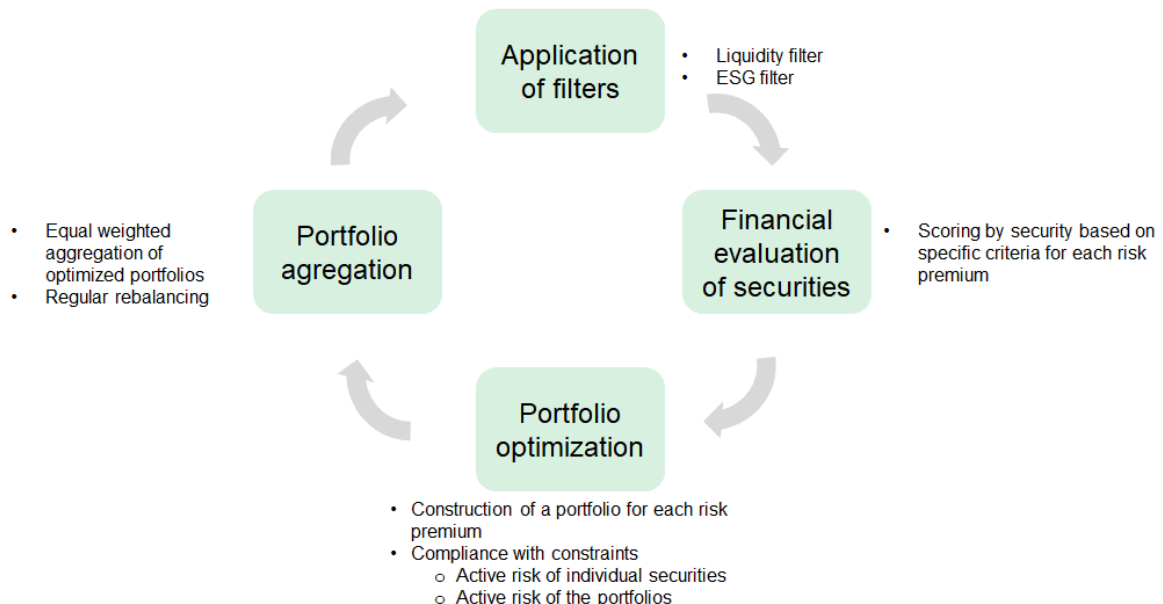 Application
of filters
• Liquidity filter
• ESG filter
Financial
evaluation
of securities
• Scoring by security based on
specific criteria for each risk
premium
Portfolio
optimization
• Construction of a portfolio for each risk
premium
• Compliance with constraints
o Active risk of individual securities
o Active risk of the portfolios
Portfolio
agregation
• Equal weighted
aggregation of
optimized portfolios
• Regular rebalancing